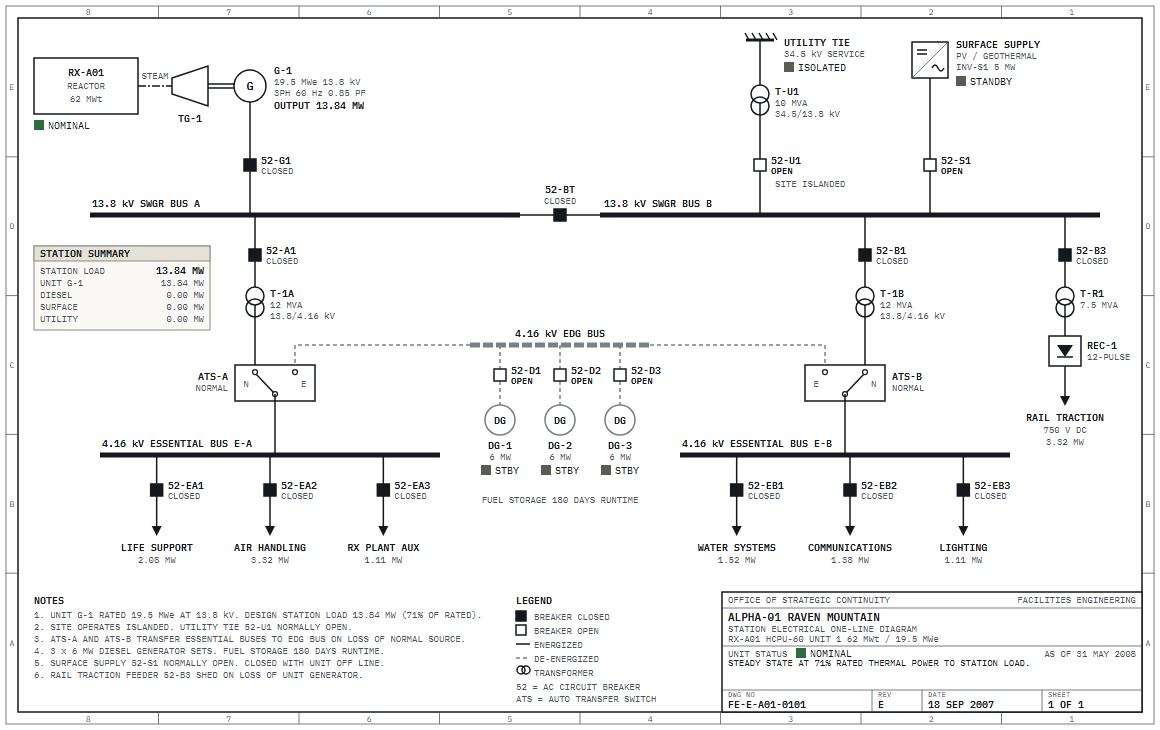 8 7 6 5 4 3 2 1
E
D
C
B
A
RX-A01
REACTOR
62 MWt
NOMINAL
STEAM
TG-1
G
G-1
19.5 MWe 13.8 kV
3PH 60 Hz 0.85 PF
OUTPUT 13.84 MW
52-G1
CLOSED
UTILITY TIE
34.5 kV SERVICE
ISOLATED
T-U1
10 MVA
34.5/13.8 kV
52-U1
OPEN
SITE ISLANDED
SURFACE SUPPLY
PV / GEOTHERMAL
INV-S1 5 MW
STANDBY
52-S1
OPEN
13.8 kV SWGR BUS A
52-BT
CLOSED
13.8 kV SWGR BUS B
STATION SUMMARY
STATION LOAD 13.84 MW
UNIT G-1 13.84 MW
DIESEL 0.00 MW
SURFACE 0.00 MW
UTILITY 0.00 MW
52-A1
CLOSED
T-1A
12 MVA
13.8/4.16 kV
52-B1
CLOSED
T-1B
12 MVA
13.8/4.16 kV
52-B3
CLOSED
T-R1
7.5 MVA
REC-1
12-PULSE
RAIL TRACTION
750 V DC
3.32 MW
4.16 kV EDG BUS
ATS-A
NORMAL
N E
52-D1
OPEN
52-D2
OPEN
52-D3
OPEN
DG DG DG
DG-1
6 MW
STBY
DG-2
6 MW
STBY
DG-3
6 MW
STBY
FUEL STORAGE 180 DAYS RUNTIME
E N
ATS-B
NORMAL
4.16 kV ESSENTIAL BUS E-A
52-EA1
CLOSED
52-EA2
CLOSED
52-EA3
CLOSED
LIFE SUPPORT
2.08 MW
AIR HANDLING
3.32 MW
RX PLANT AUX
1.11 MW
4.16 kV ESSENTIAL BUS E-B
52-EB1
CLOSED
52-EB2
CLOSED
52-EB3
CLOSED
WATER SYSTEMS
1.52 MW
COMMUNICATIONS
1.38 MW
LIGHTING
1.11 MW
NOTES
1. UNIT G-1 RATED 19.5 MWe AT 13.8 kV. DESIGN STATION LOAD 13.84 MW (71% OF RATED).
2. SITE OPERATES ISLANDED. UTILITY TIE 52-U1 NORMALLY OPEN.
3. ATS-A AND ATS-B TRANSFER ESSENTIAL BUSES TO EDG BUS ON LOSS OF NORMAL SOURCE.
4. 3 x 6 MW DIESEL GENERATOR SETS. FUEL STORAGE 180 DAYS RUNTIME.
5. SURFACE SUPPLY 52-S1 NORMALLY OPEN. CLOSED WITH UNIT OFF LINE.
6. RAIL TRACTION FEEDER 52-B3 SHED ON LOSS OF UNIT GENERATOR.
LEGEND
BREAKER CLOSED
BREAKER OPEN
ENERGIZED
DE-ENERGIZED
TRANSFORMER
52 = AC CIRCUIT BREAKER
ATS = AUTO TRANSFER SWITCH
OFFICE OF STRATEGIC CONTINUITY FACILITIES ENGINEERING
ALPHA-01 RAVEN MOUNTAIN
STATION ELECTRICAL ONE-LINE DIAGRAM
RX-A01 HCPU-60 UNIT 1 62 MWt / 19.5 MWe
UNIT STATUS NOMINAL AS OF 31 MAY 2008
STEADY STATE AT 71% RATED THERMAL POWER TO STATION LOAD.
DWG NO REV DATE SHEET
FE-E-A01-0101 E 18 SEP 2007 1 OF 1
E
D
C
B
A
8 7 6 5 4 3 2 1